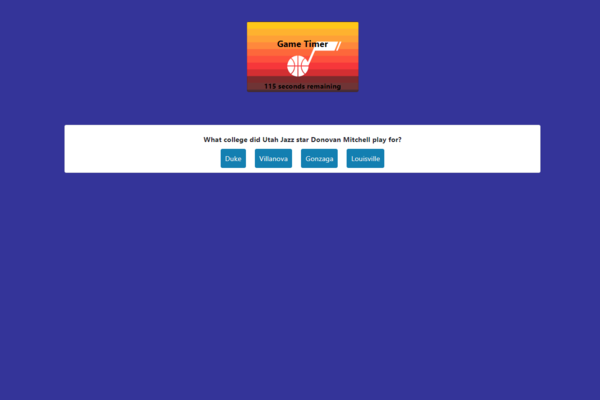 Game Timer
115 seconds remaining
What college did Utah Jazz star Donovan Mitchell play for?
Duke Villanova Gonzaga Louisville